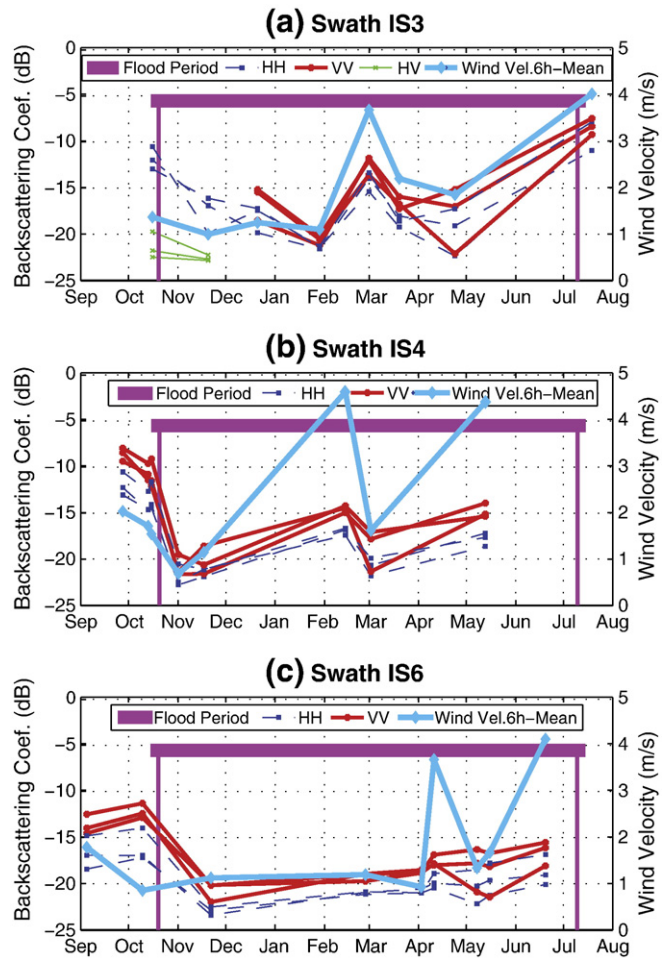 (a) Swath IS3
Backscattering Coef. (dB)
Wind Velocity (m/s)
Flood Period HH VV HV Wind Vel.6h-Mean
0
−5
−10
−15
−20
−25
5
4
3
2
1
0
Sep Oct Nov Dec Jan Feb Mar Apr May Jun Jul Aug
(b) Swath IS4
Backscattering Coef. (dB)
Wind Velocity (m/s)
Flood Period HH VV Wind Vel.6h-Mean
0
−5
−10
−15
−20
−25
5
4
3
2
1
0
Sep Oct Nov Dec Jan Feb Mar Apr May Jun Jul Aug
(c) Swath IS6
Backscattering Coef. (dB)
Wind Velocity (m/s)
Flood Period HH VV Wind Vel.6h−Mean
0
−5
−10
−15
−20
−25
5
4
3
2
1
0
Sep Oct Nov Dec Jan Feb Mar Apr May Jun Jul Aug